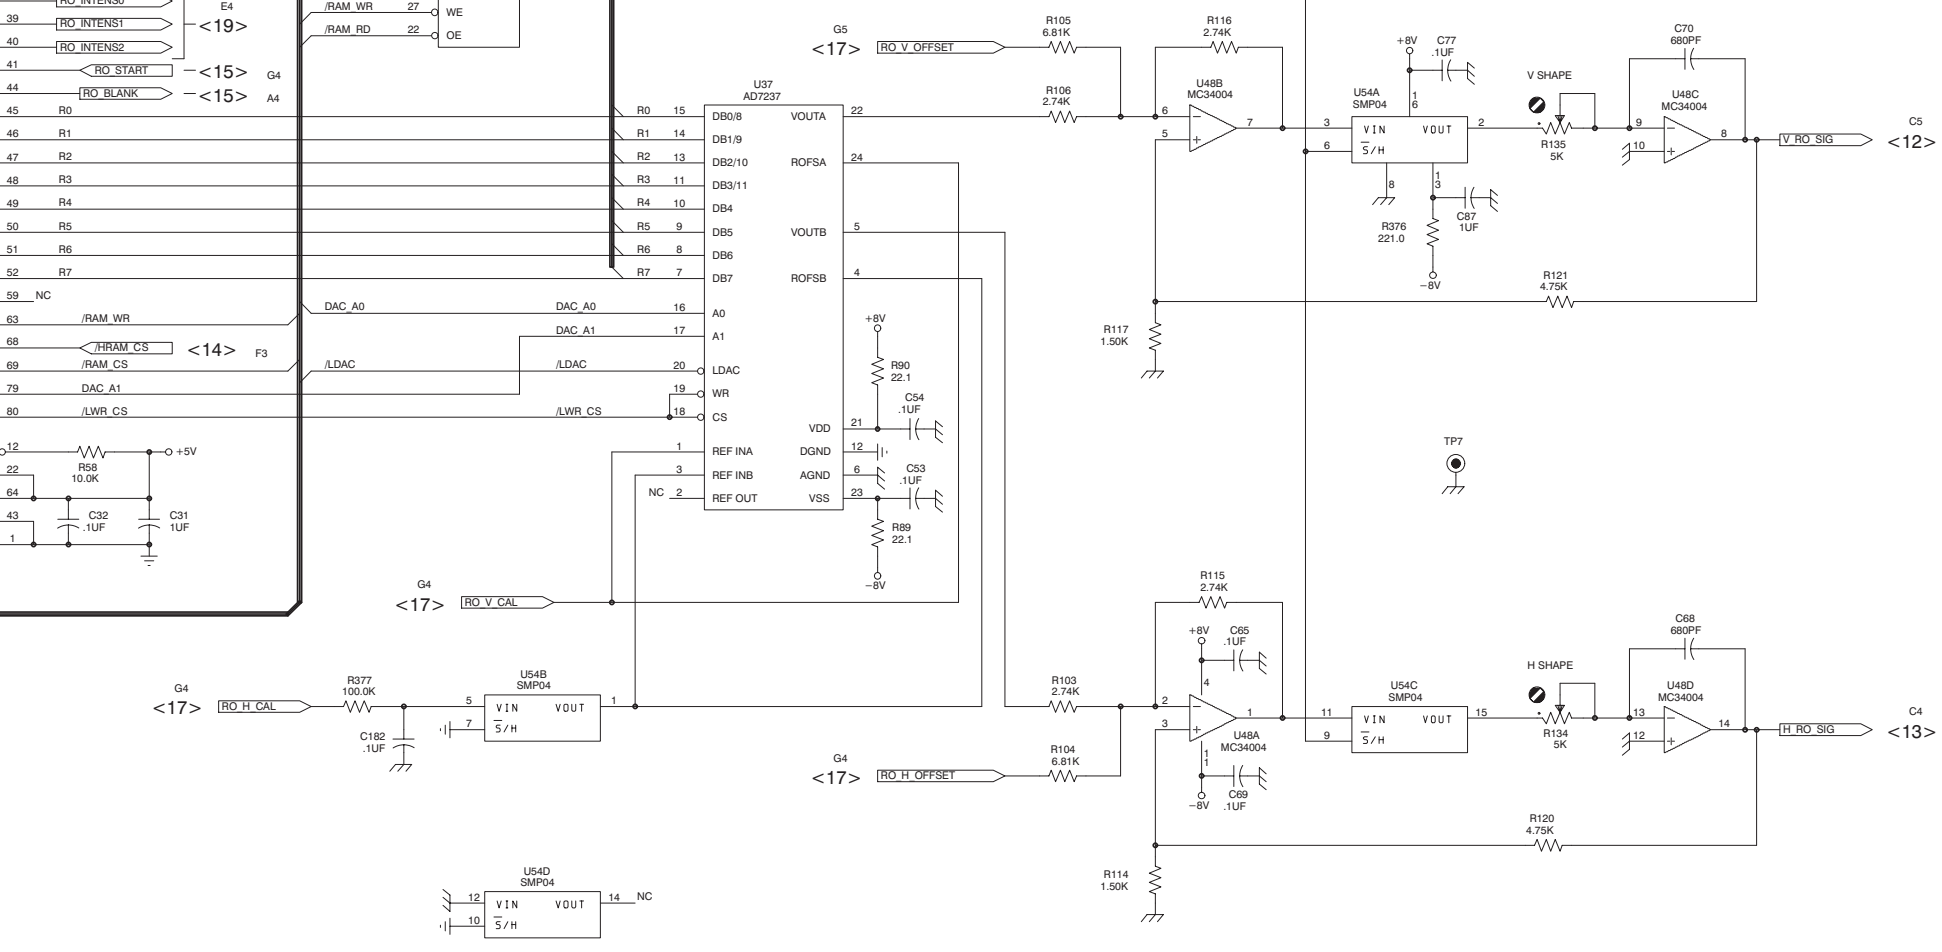 RO_INTENS0
39 RO_INTENS1
40 RO_INTENS2
E4
<19>
41 RO_START <15> G4
44 RO_BLANK <15> A4
45 R0
46 R1
47 R2
48 R3
49 R4
50 R5
51 R6
52 R7
59 NC
63 /RAM_WR
68 /HRAM_CS <14> F3
69 /RAM_CS
79 DAC_A1
80 /LWR_CS
12 R58 10.0K +5V
22
64
43
1
C32 .1UF
C31 1UF
/RAM_WR 27 WE
/RAM_RD 22 OE
DAC_A0
/LDAC
U37
AD7237
R0 15 DB0/8
R1 14 DB1/9
R2 13 DB2/10
R3 11 DB3/11
R4 10 DB4
R5 9 DB5
R6 8 DB6
R7 7 DB7
DAC_A0 16 A0
DAC_A1 17 A1
/LDAC 20 LDAC
19 WR
/LWR_CS 18 CS
1 REF INA
3 REF INB
NC 2 REF OUT
VOUTA 22
ROFSA 24
VOUTB 5
ROFSB 4
VDD 21
DGND 12
AGND 6
VSS 23
+8V
R90
22.1
C54
.1UF
C53
.1UF
R89
22.1
−8V
G4
<17> RO_V_CAL
G4
<17> RO_H_CAL
R377
100.0K
C182
.1UF
U54B
SMP04
5 VIN VOUT 1
7 S/H
U54D
SMP04
12 VIN VOUT 14 NC
10 S/H
G5
<17> RO_V_OFFSET
R105
6.81K
R106
2.74K
R116
2.74K
U48B
MC34004
6 −
5 +
7
R117
1.50K
+8V
C77
.1UF
U54A
SMP04
16
3 VIN VOUT 2
6 S/H
8
13
C87
1UF
R376
221.0
−8V
V SHAPE
R135
5K
C70
680PF
U48C
MC34004
9 −
10 +
8
V_RO_SIG
C5
<12>
R121
4.75K
TP7
R103
2.74K
G4
<17> RO_H_OFFSET
R104
6.81K
R115
2.74K
+8V
C65
.1UF
4
2 −
3 +
1
U48A
MC34004
11
C69
.1UF
−8V
R114
1.50K
U54C
SMP04
11 VIN VOUT 15
9 S/H
H SHAPE
R134
5K
C68
680PF
U48D
MC34004
13 −
12 +
14
H_RO_SIG
C4
<13>
R120
4.75K